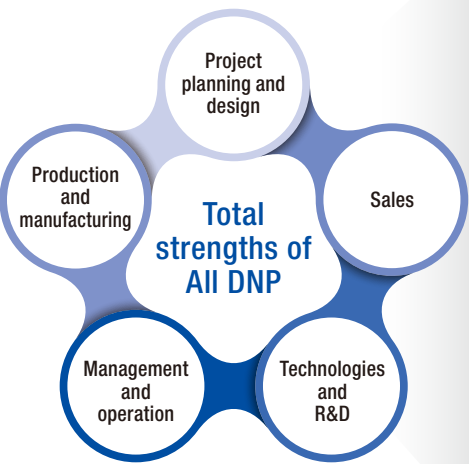 Project
planning and
design
Production
and
manufacturing
Sales
Total
strengths of
All DNP
Management
and
operation
Technologies
and
R&D